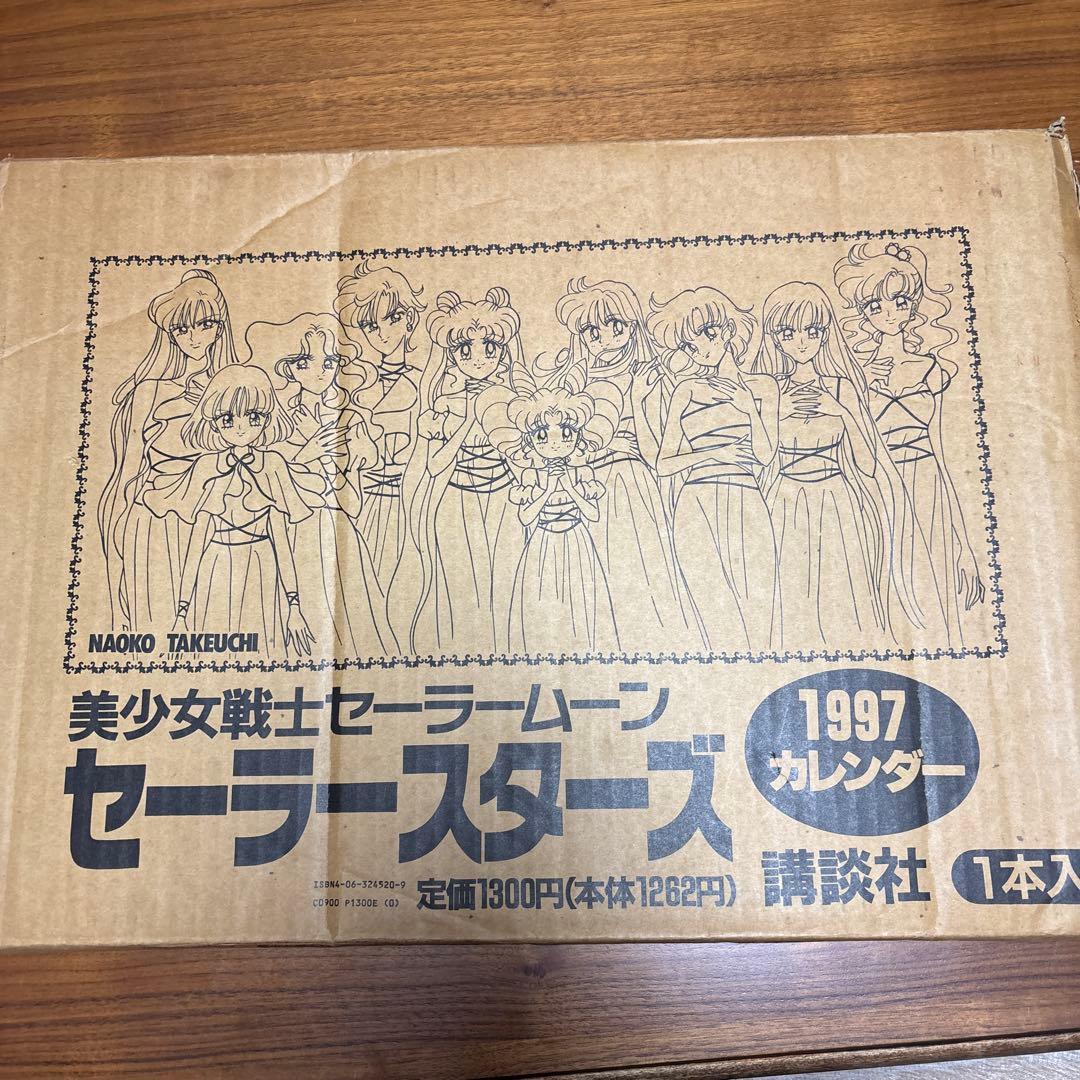 NAOKO TAKEUCHI
美少女戦士セーラームーン
セーラースターズ
1997
カレンダー
ISBN4-06-324520-9
C0900 P1300E (0)
定価1300円(本体1262円)
講談社
1本入